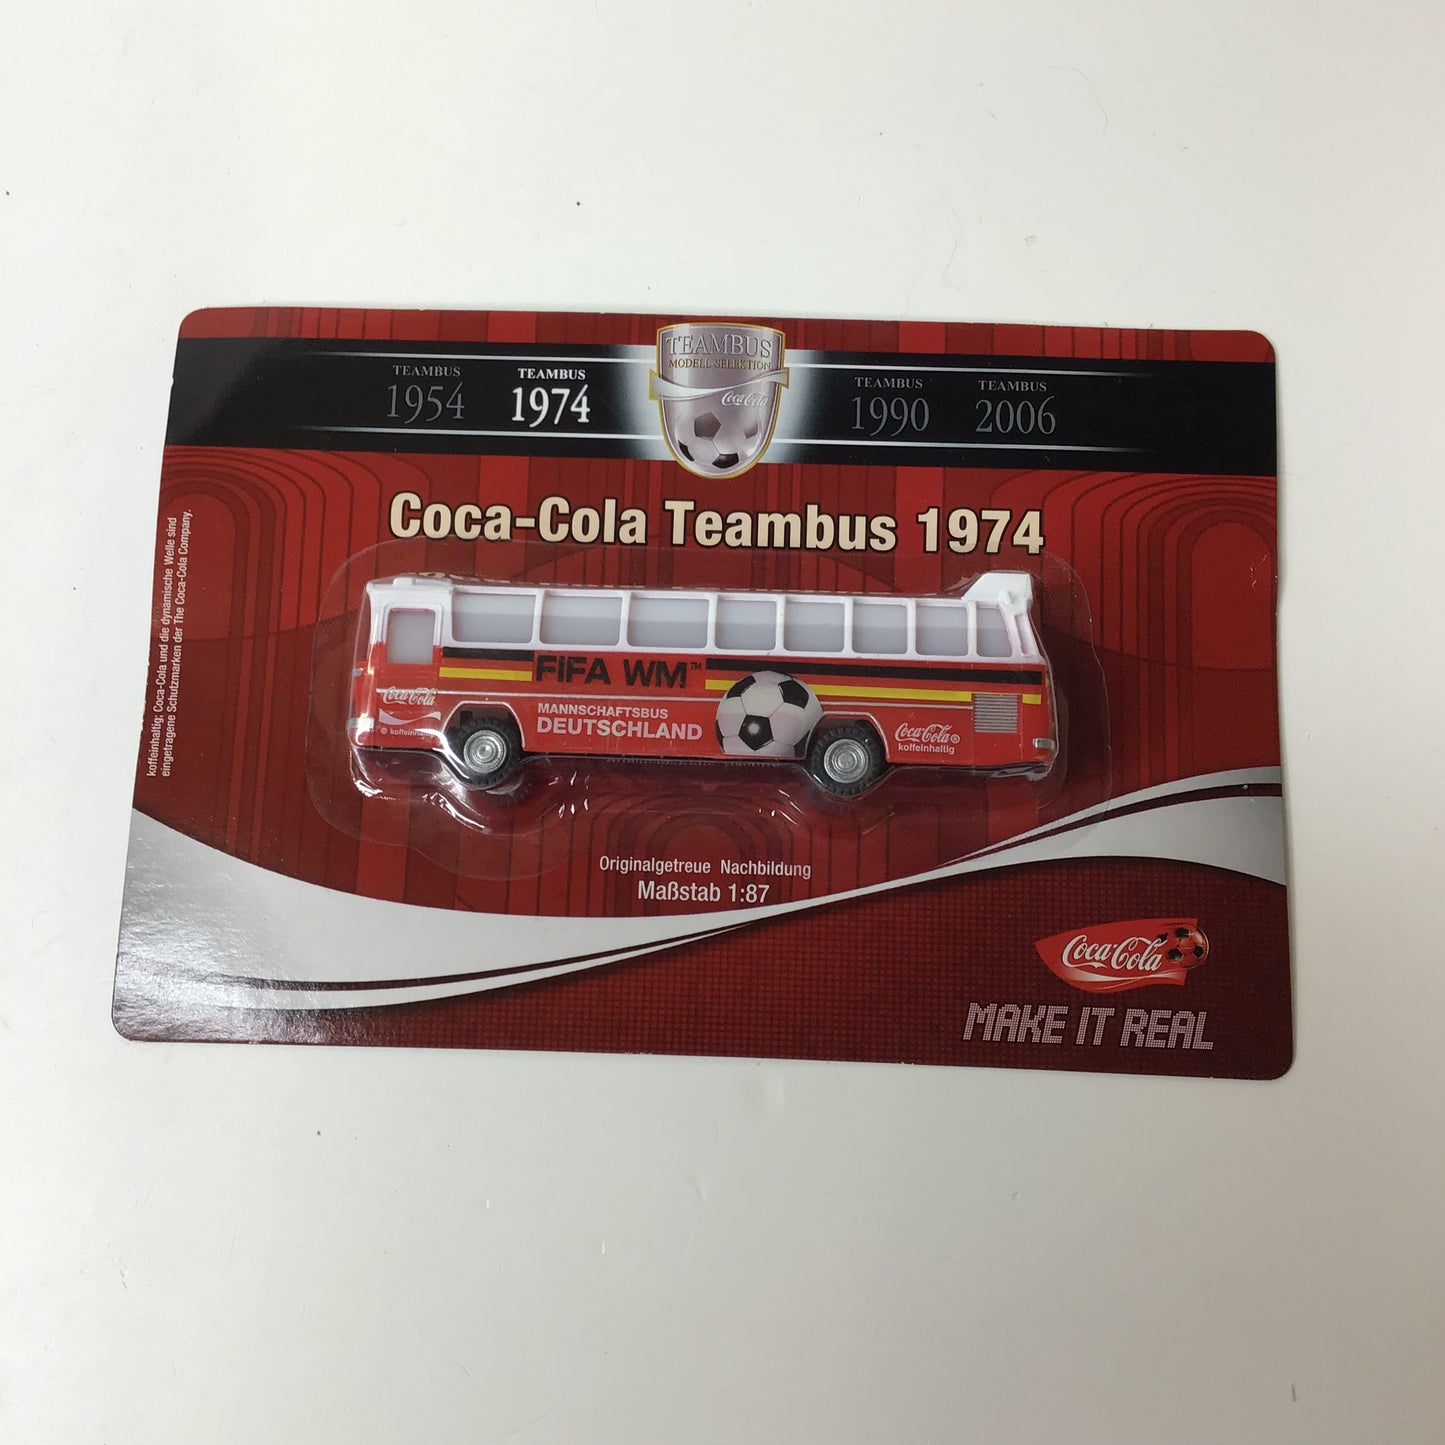 TEAMBUS
1954
TEAMBUS
1974
TEAMBUS
MODELL-SELEKTION
Coca-Cola
TEAMBUS
1990
TEAMBUS
2006
Coca-Cola Teambus 1974
koffeinhaltig; Coca-Cola und die dynamische Welle sind
eingetragene Schutzmarken der The Coca-Cola Company.
FIFA WM™
MANNSCHAFTSBUS
DEUTSCHLAND
Coca-Cola
koffeinhaltig
Coca-Cola®
koffeinhaltig
Originalgetreue Nachbildung
Maßstab 1:87
Coca-Cola
MAKE IT REAL